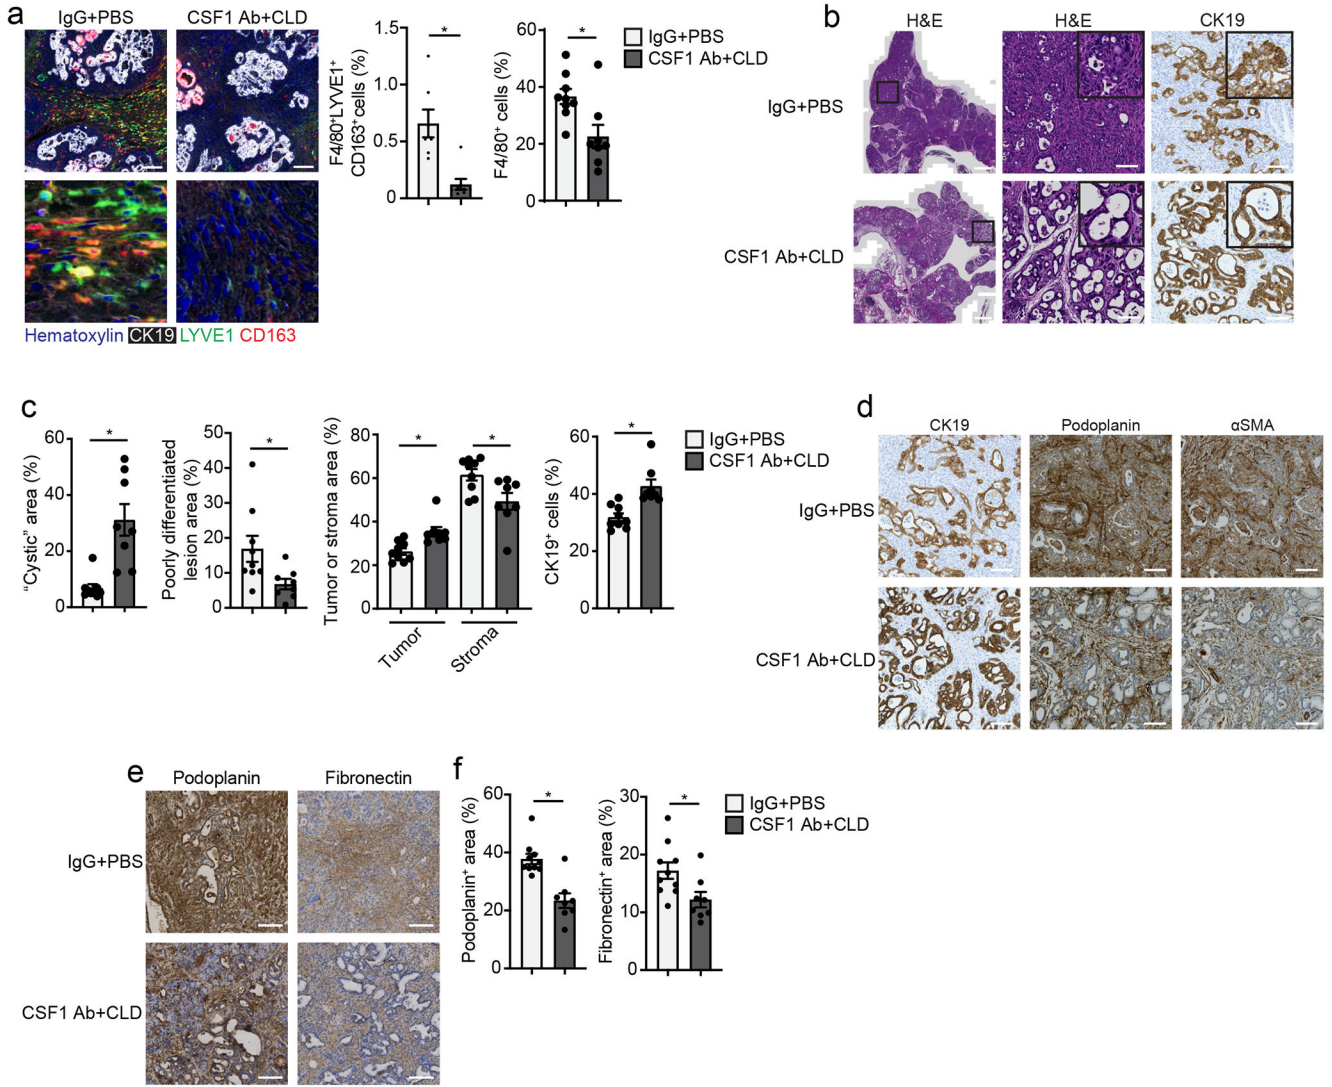 a
IgG+PBS
CSF1 Ab+CLD
Hematoxylin CK19 LYVE1 CD163
F4/80⁺LYVE1⁺
CD163⁺cells (%)
1.5
1.0
0.5
0
*
F4/80⁺ cells (%)
60
40
20
0
*
IgG+PBS
CSF1 Ab+CLD
b
H&E
H&E
CK19
IgG+PBS
CSF1 Ab+CLD
c
“Cystic” area (%)
60
40
20
0
*
Poorly differentiated
lesion area (%)
50
40
30
20
10
0
*
Tumor or stroma area (%)
80
60
40
20
0
*
*
Tumor
Stroma
CK19⁺ cells (%)
60
40
20
0
*
IgG+PBS
CSF1 Ab+CLD
d
CK19
Podoplanin
αSMA
IgG+PBS
CSF1 Ab+CLD
e
Podoplanin
Fibronectin
IgG+PBS
CSF1 Ab+CLD
f
Podoplanin⁺ area (%)
60
40
20
0
*
Fibronectin⁺ area (%)
30
20
10
0
*
IgG+PBS
CSF1 Ab+CLD